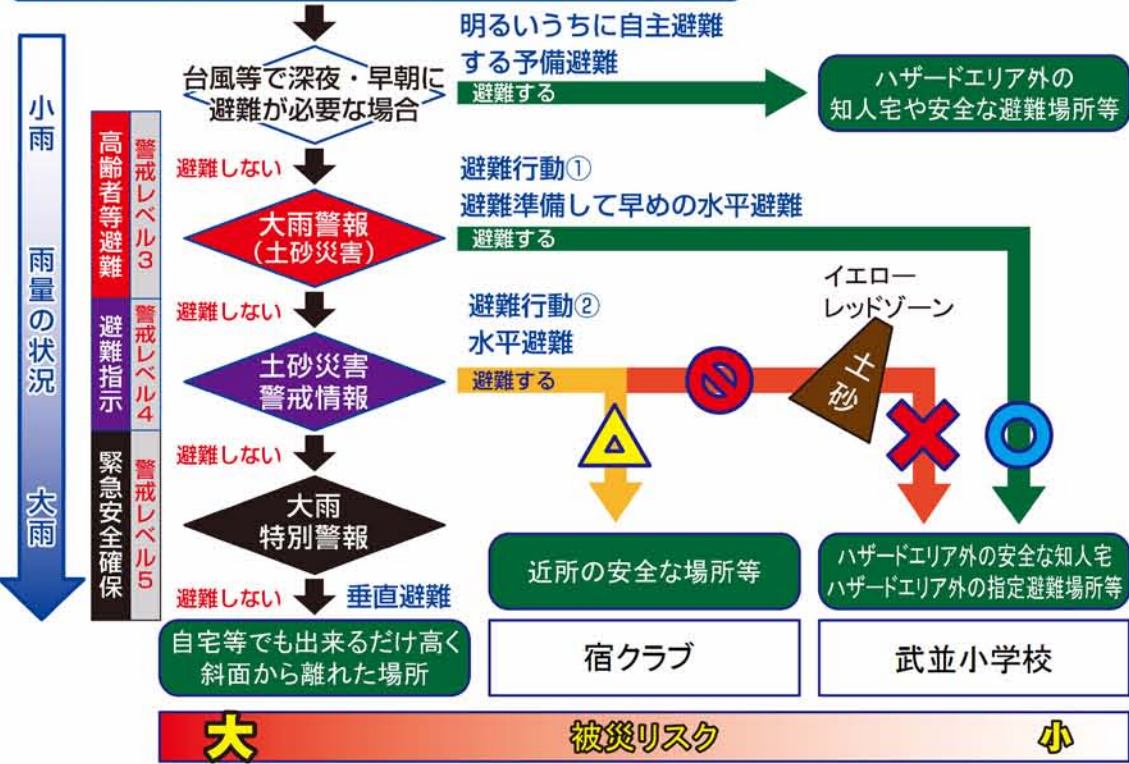 明るいうちに自主避難
する予備避難
避難する
台風等で深夜・早朝に
避難が必要な場合
ハザードエリア外の
知人宅や安全な避難場所等
小雨
雨量の状況
大雨
高齢者等避難
警戒レベル3
避難しない
避難行動①
避難準備して早めの水平避難
避難する
大雨警報
(土砂災害)
避難指示
警戒レベル4
避難しない
避難行動②
水平避難
避難する
イエロー
レッドゾーン
土砂
土砂災害
警戒情報
緊急安全確保
警戒レベル5
避難しない
大雨
特別警報
避難しない
垂直避難
自宅等でも出来るだけ高く
斜面から離れた場所
近所の安全な場所等
宿クラブ
ハザードエリア外の安全な知人宅
ハザードエリア外の指定避難場所等
武並小学校
大
被災リスク
小